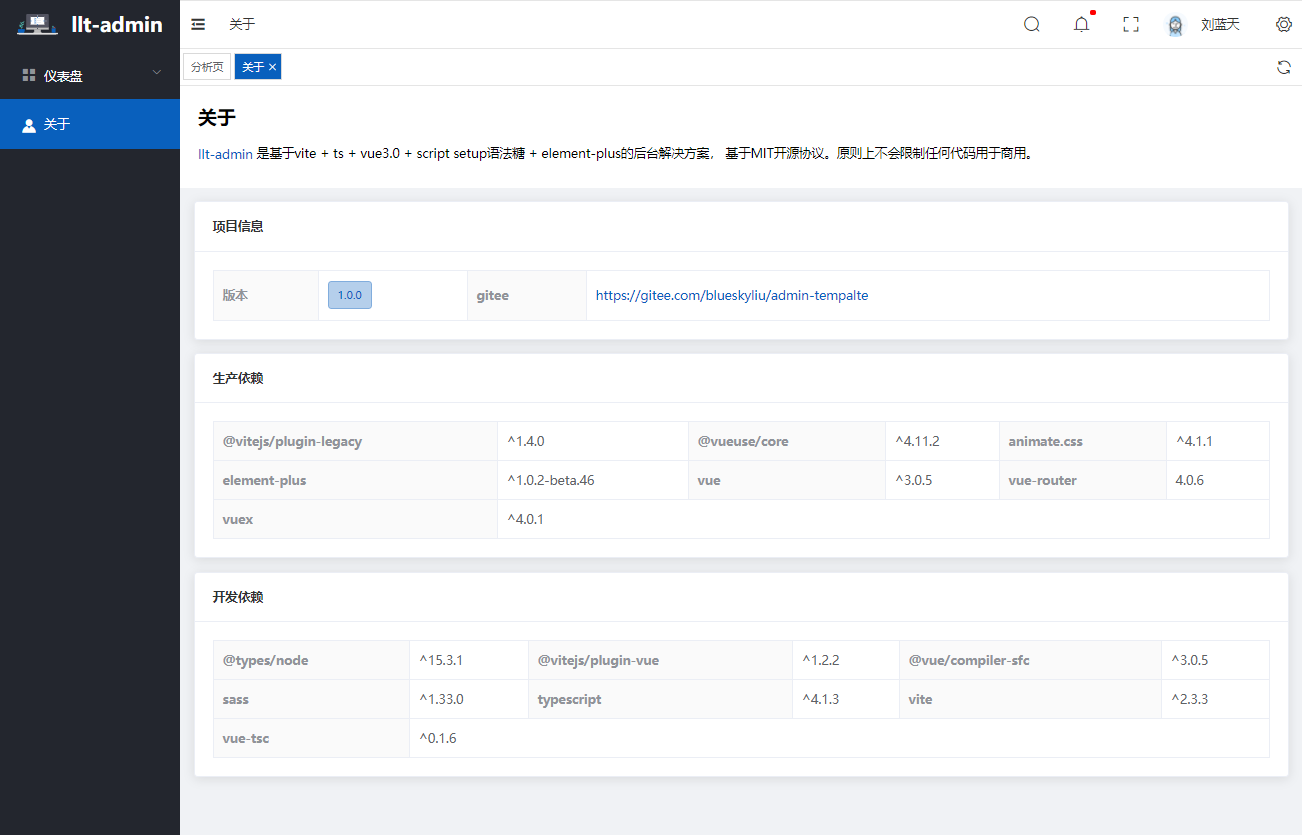 llt-admin
关于
刘蓝天
仪表盘
关于
分析页
关于 ×
关于
llt-admin 是基于vite + ts + vue3.0 + script setup语法糖 + element-plus的后台解决方案， 基于MIT开源协议。原则上不会限制任何代码用于商用。
项目信息
版本 1.0.0 gitee https://gitee.com/blueskyliu/admin-tempalte
生产依赖
@vitejs/plugin-legacy ^1.4.0 @vueuse/core ^4.11.2 animate.css ^4.1.1
element-plus ^1.0.2-beta.46 vue ^3.0.5 vue-router 4.0.6
vuex ^4.0.1
开发依赖
@types/node ^15.3.1 @vitejs/plugin-vue ^1.2.2 @vue/compiler-sfc ^3.0.5
sass ^1.33.0 typescript ^4.1.3 vite ^2.3.3
vue-tsc ^0.1.6